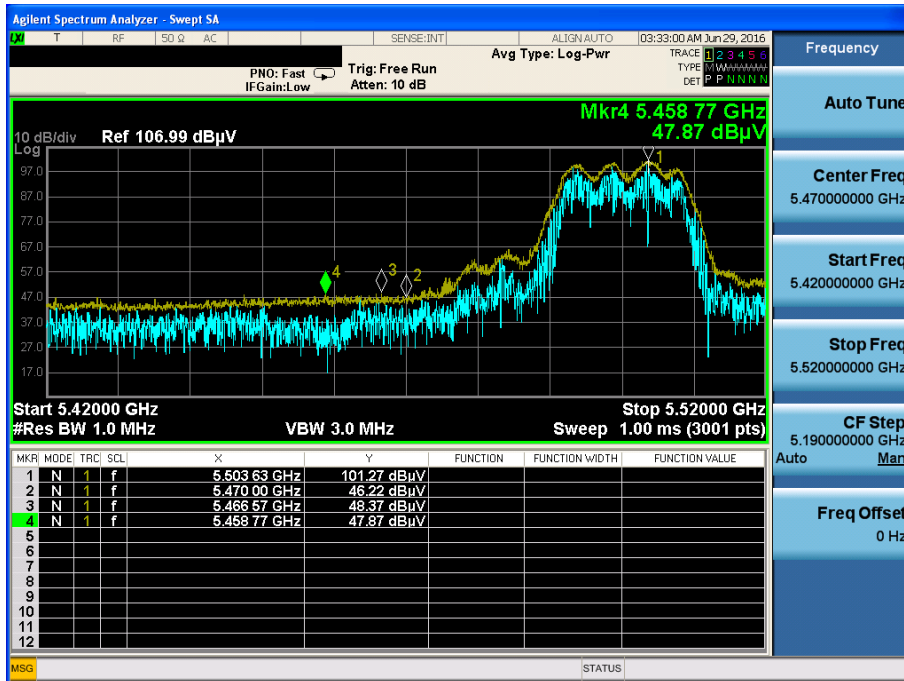 Agilent Spectrum Analyzer - Swept SA
LXI T RF 50 Ω AC SENSE:INT ALIGN AUTO 03:33:00 AM Jun 29, 2016
Avg Type: Log-Pwr TRACE 1 2 3 4 5 6
PNO: Fast Trig: Free Run TYPE M W W W W W
IFGain:Low Atten: 10 dB DET P P N N N N
Mkr4 5.458 77 GHz
10 dB/div Ref 106.99 dBµV 47.87 dBµV
Log
97.0
87.0
77.0
67.0
57.0
47.0
37.0
27.0
17.0
1
4 3 2
Start 5.42000 GHz Stop 5.52000 GHz
#Res BW 1.0 MHz VBW 3.0 MHz Sweep 1.00 ms (3001 pts)
MKR MODE TRC SCL X Y FUNCTION FUNCTION WIDTH FUNCTION VALUE
1 N 1 f 5.503 63 GHz 101.27 dBµV
2 N 1 f 5.470 00 GHz 46.22 dBµV
3 N 1 f 5.466 57 GHz 48.37 dBµV
4 N 1 f 5.458 77 GHz 47.87 dBµV
5
6
7
8
9
10
11
12
MSG STATUS
Frequency
Auto Tune
Center Freq
5.470000000 GHz
Start Freq
5.420000000 GHz
Stop Freq
5.520000000 GHz
CF Step
5.190000000 GHz
Auto Man
Freq Offset
0 Hz